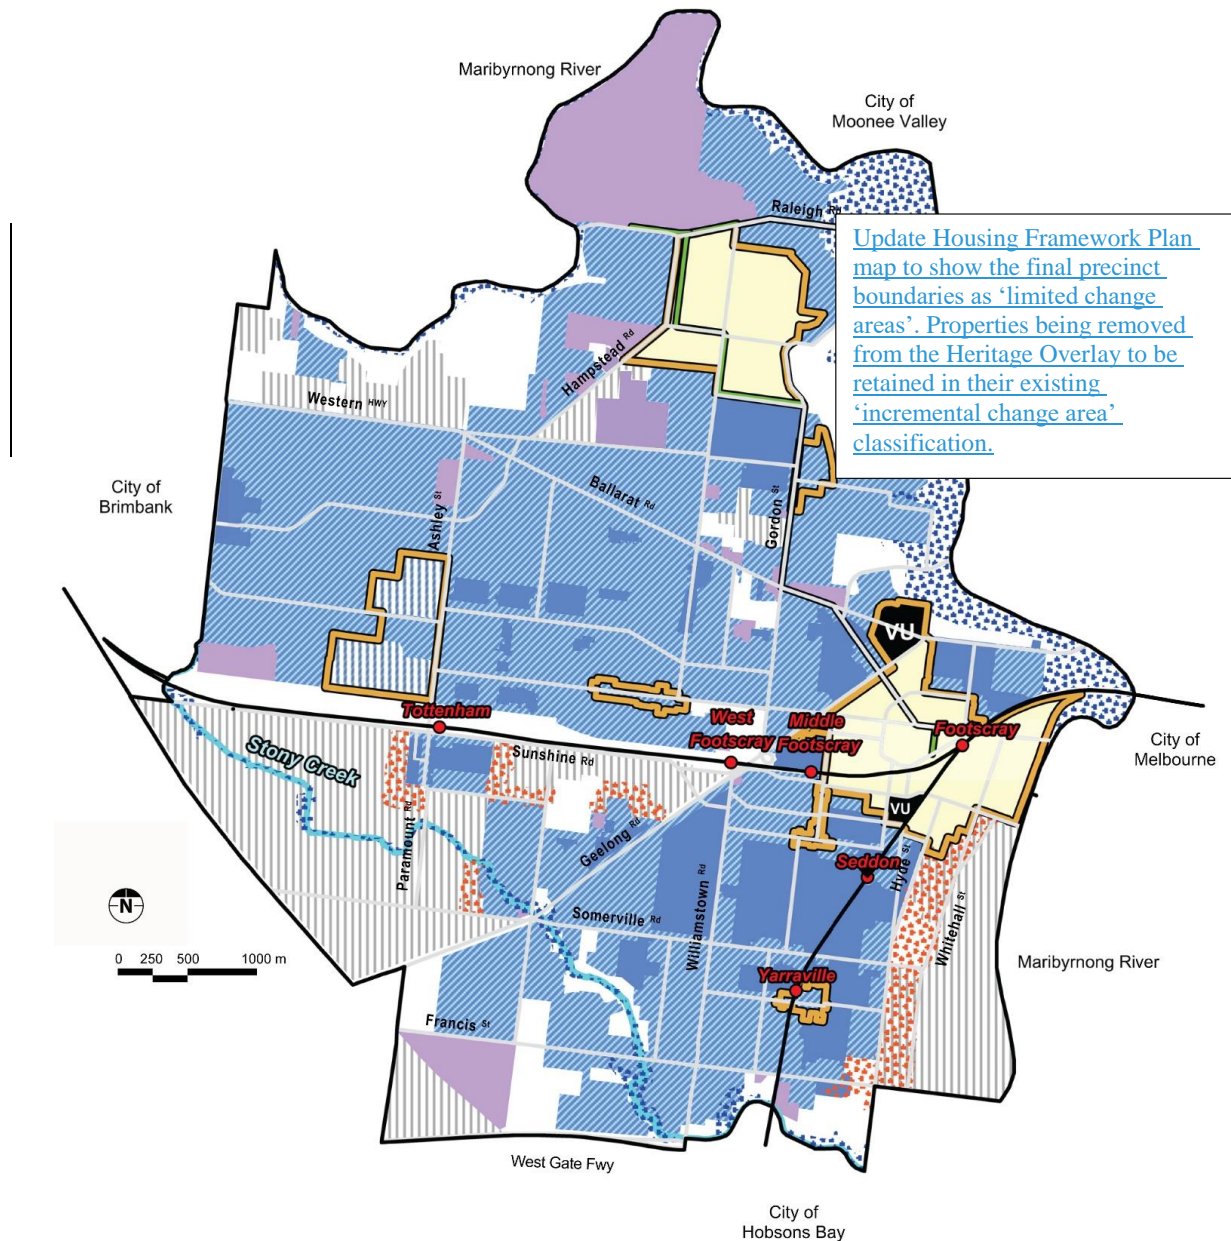 Maribyrnong River
City of
Moonee Valley
Raleigh Rd
Update Housing Framework Plan
map to show the final precinct
boundaries as ‘limited change
areas’. Properties being removed
from the Heritage Overlay to be
retained in their existing
‘incremental change area’
classification.
Hampstead Rd
Western HWY
City of
Brimbank
Ashley St
Ballarat Rd
Gordon St
VU
Tottenham
West
Footscray
Middle
Footscray
Footscray
City of
Melbourne
Stony Creek
Sunshine Rd
VU
Paramount Rd
Geelong Rd
Seddon
Hyde St
Whitehall St
N
Somerville Rd
Williamstown Rd
0 250 500 1000 m
Yarraville
Maribyrnong River
Francis St
West Gate Fwy
City of
Hobsons Bay